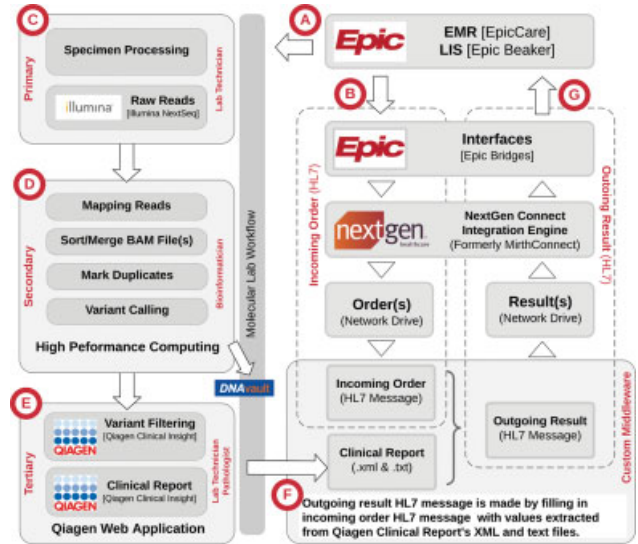 A
Epic
EMR [EpicCare]
LIS [Epic Beaker]
B
G
Incoming Order (HL7)
Outoing Result (HL7)
Epic
Interfaces
[Epic Bridges]
nextgen
healthcare
NextGen Connect
Integration Engine
(Formerly MirthConnect)
Order(s)
(Network Drive)
Result(s)
(Network Drive)
Incoming Order
(HL7 Message)
Clinical Report
(.xml & .txt)
Outgoing Result
(HL7 Message)
Custom Middleware
F
Outgoing result HL7 message is made by filling in
incoming order HL7 message with values extracted
from Qiagen Clinical Report's XML and text files.
C
Primary
Specimen Processing
illumina
Raw Reads
[Illumina NextSeq]
Lab Technician
D
Secondary
Mapping Reads
Sort/Merge BAM File(s)
Mark Duplicates
Variant Calling
Bioinformatician
High Peformance Computing
Molecular Lab Workflow
DNAvault
E
Tertiary
QIAGEN
Variant Filtering
[Qiagen Clinical Insight]
QIAGEN
Clinical Report
[Qiagen Clinical Insight]
Lab Technician
Pathologist
Qiagen Web Application